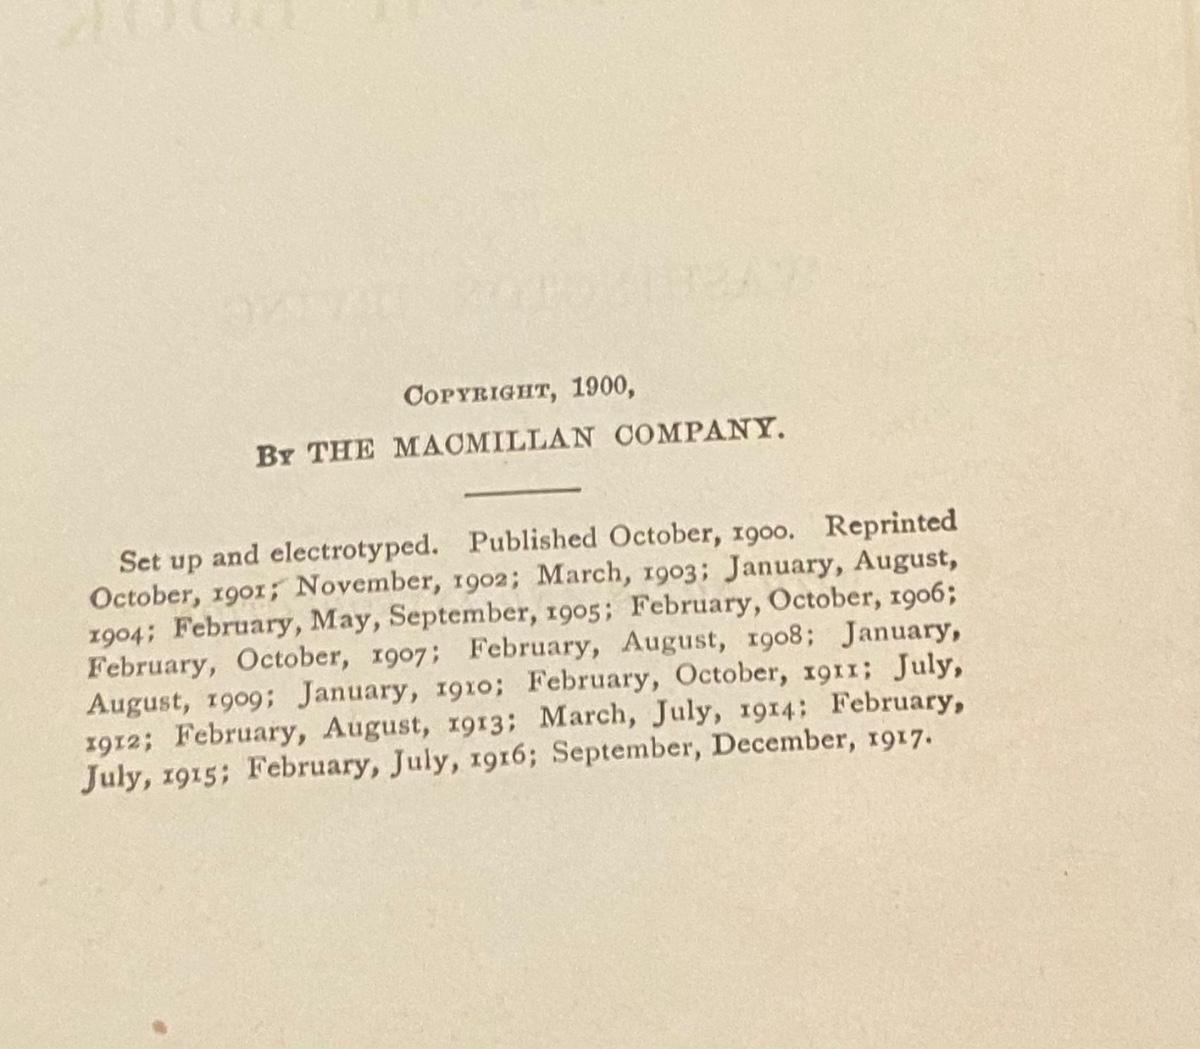 COPYRIGHT, 1900,
BY THE MACMILLAN COMPANY.
Set up and electrotyped. Published October, 1900. Reprinted
October, 1901; November, 1902; March, 1903; January, August,
1904; February, May, September, 1905; February, October, 1906;
February, October, 1907; February, August, 1908; January,
August, 1909; January, 1910; February, October, 1911; July,
1912; February, August, 1913; March, July, 1914; February,
July, 1915; February, July, 1916; September, December, 1917.